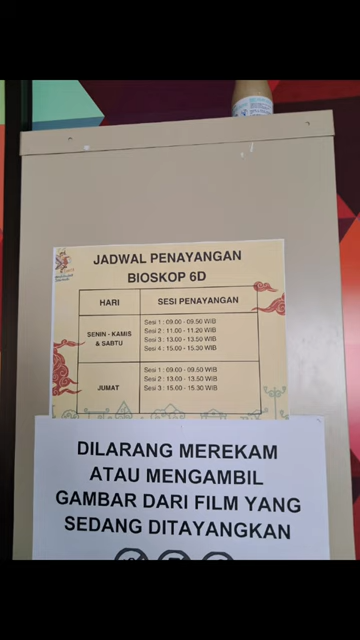 JADWAL PENAYANGAN
BIOSKOP 6D
HARI
SESI PENAYANGAN
SENIN - KAMIS
& SABTU
Sesi 1 : 09.00 - 09.50 WIB
Sesi 2 : 11.00 - 11.20 WIB
Sesi 3 : 13.00 - 13.50 WIB
Sesi 4 : 15.00 - 15.30 WIB
JUMAT
Sesi 1 : 09.00 - 09.50 WIB
Sesi 2 : 13.00 - 13.50 WIB
Sesi 3 : 15.00 - 15.30 WIB
DILARANG MEREKAM
ATAU MENGAMBIL
GAMBAR DARI FILM YANG
SEDANG DITAYANGKAN